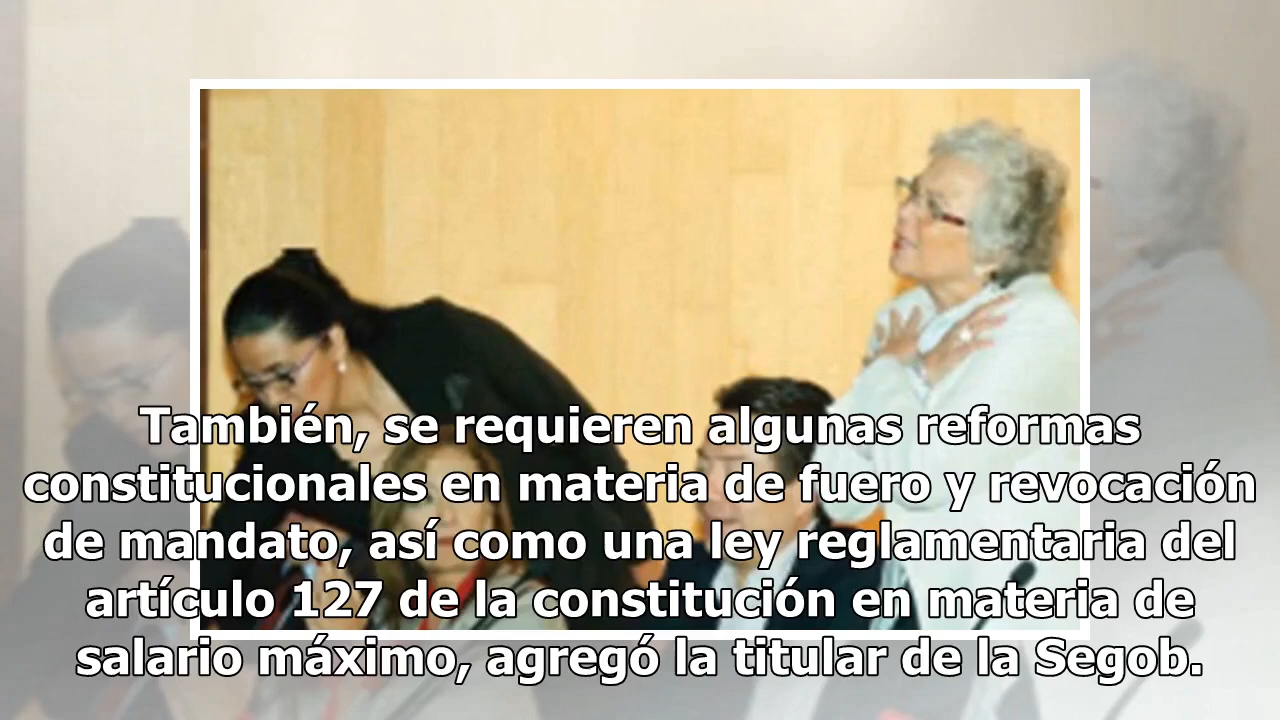 También, se requieren algunas reformas
constitucionales en materia de fuero y revocación
de mandato, así como una ley reglamentaria del
artículo 127 de la constitución en materia de
salario máximo, agregó la titular de la Segob.